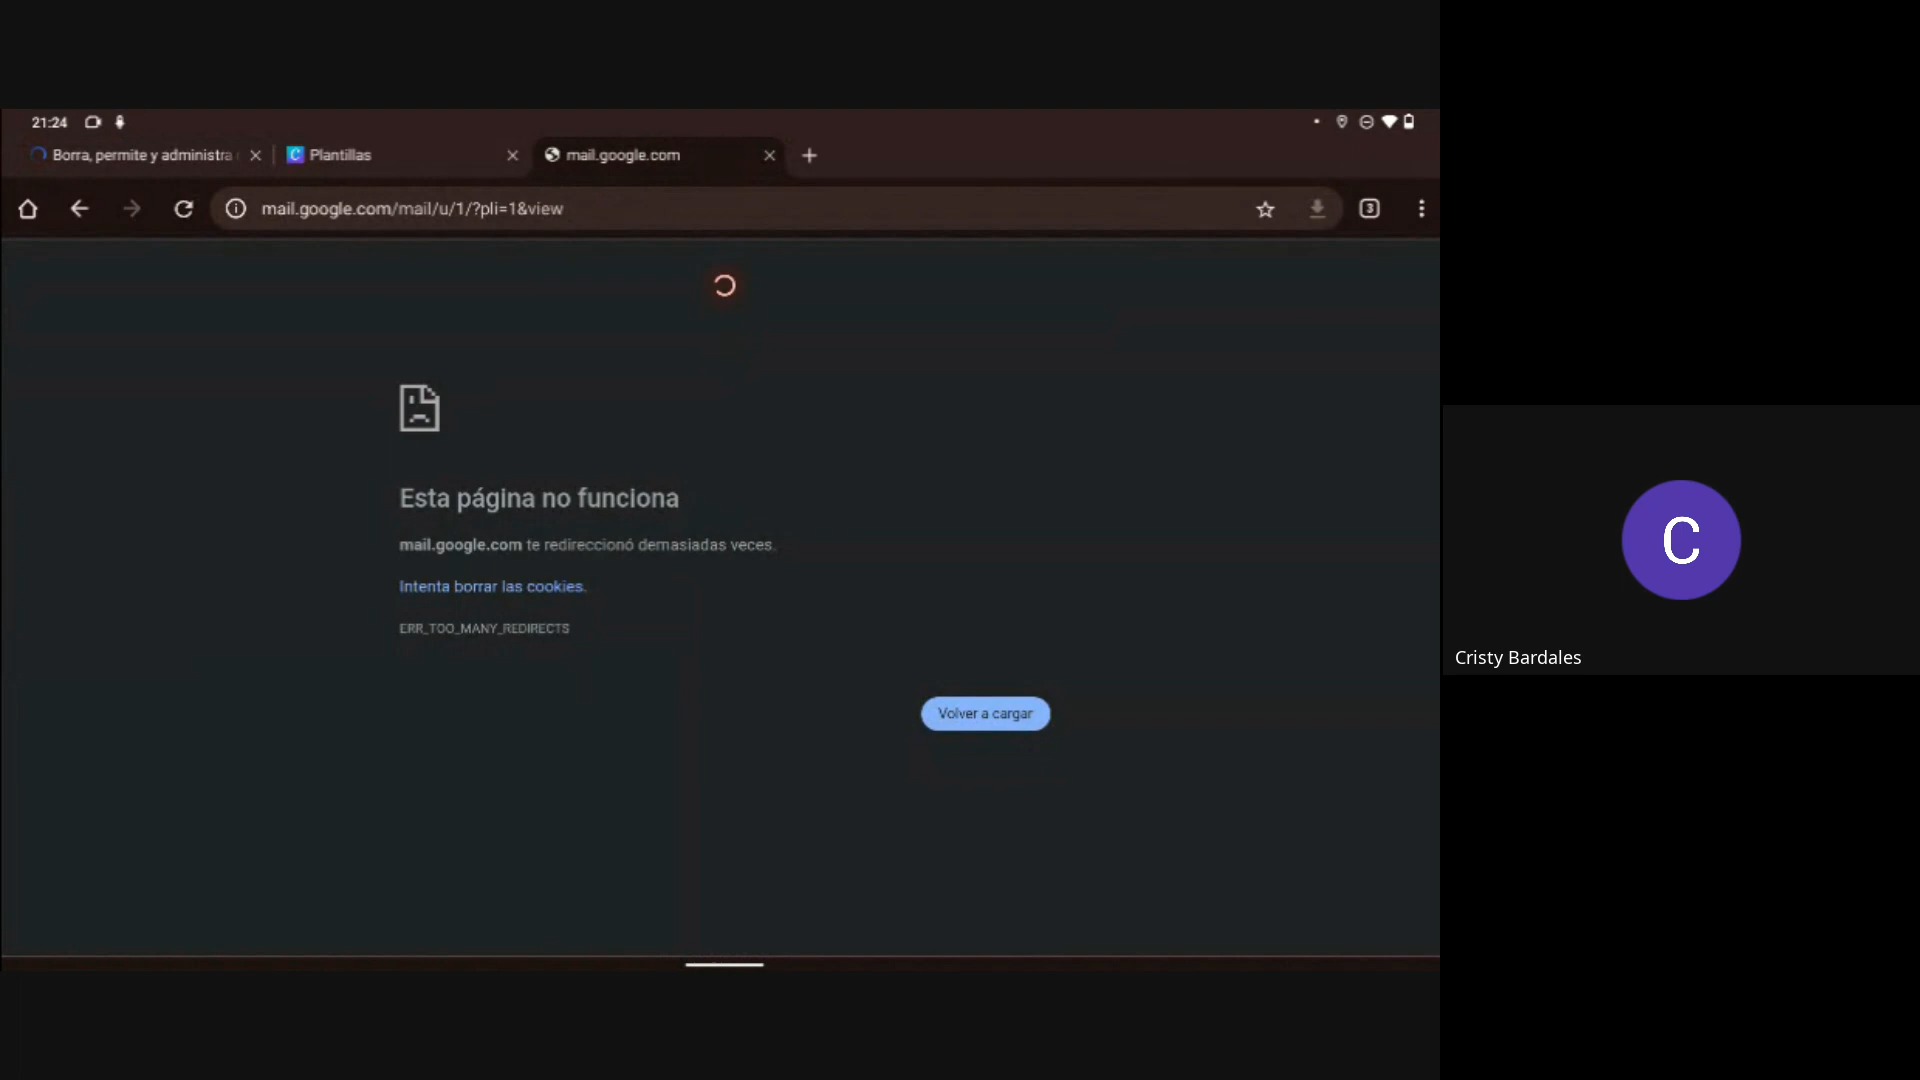 21:24
Borra, permite y administra
Plantillas
mail.google.com
mail.google.com/mail/u/1/?pli=1&view
3
Esta página no funciona
mail.google.com te redireccionó demasiadas veces.
Intenta borrar las cookies.
ERR_TOO_MANY_REDIRECTS
Volver a cargar
C
Cristy Bardales